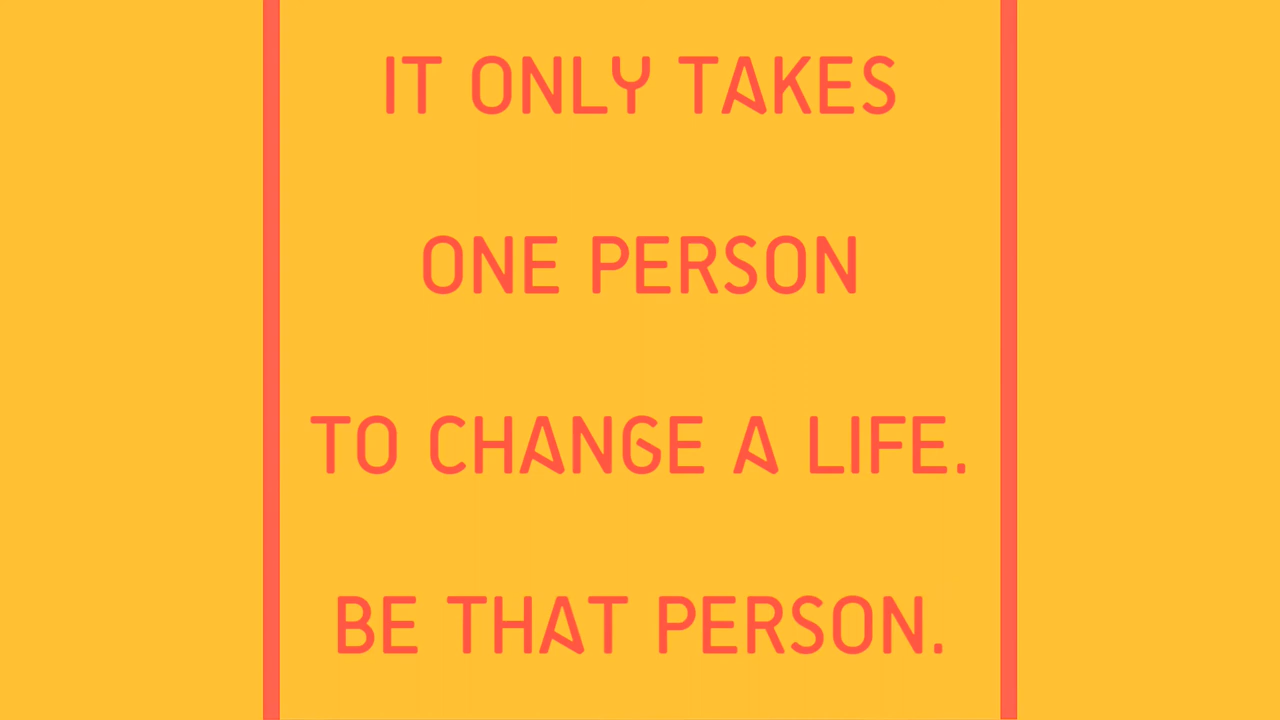 IT ONLY TAKES
ONE PERSON
TO CHANGE A LIFE.
BE THAT PERSON.